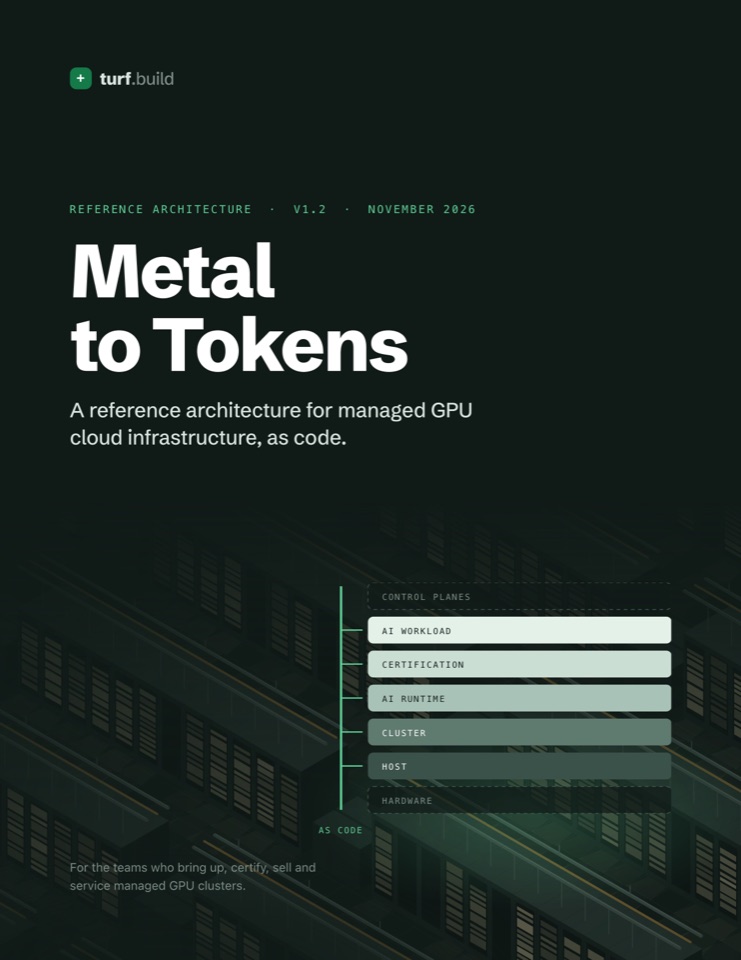 + turf.build
REFERENCE ARCHITECTURE · V1.2 · NOVEMBER 2026
Metal
to Tokens
A reference architecture for managed GPU
cloud infrastructure, as code.
CONTROL PLANES
AI WORKLOAD
CERTIFICATION
AI RUNTIME
CLUSTER
HOST
HARDWARE
AS CODE
For the teams who bring up, certify, sell and
service managed GPU clusters.